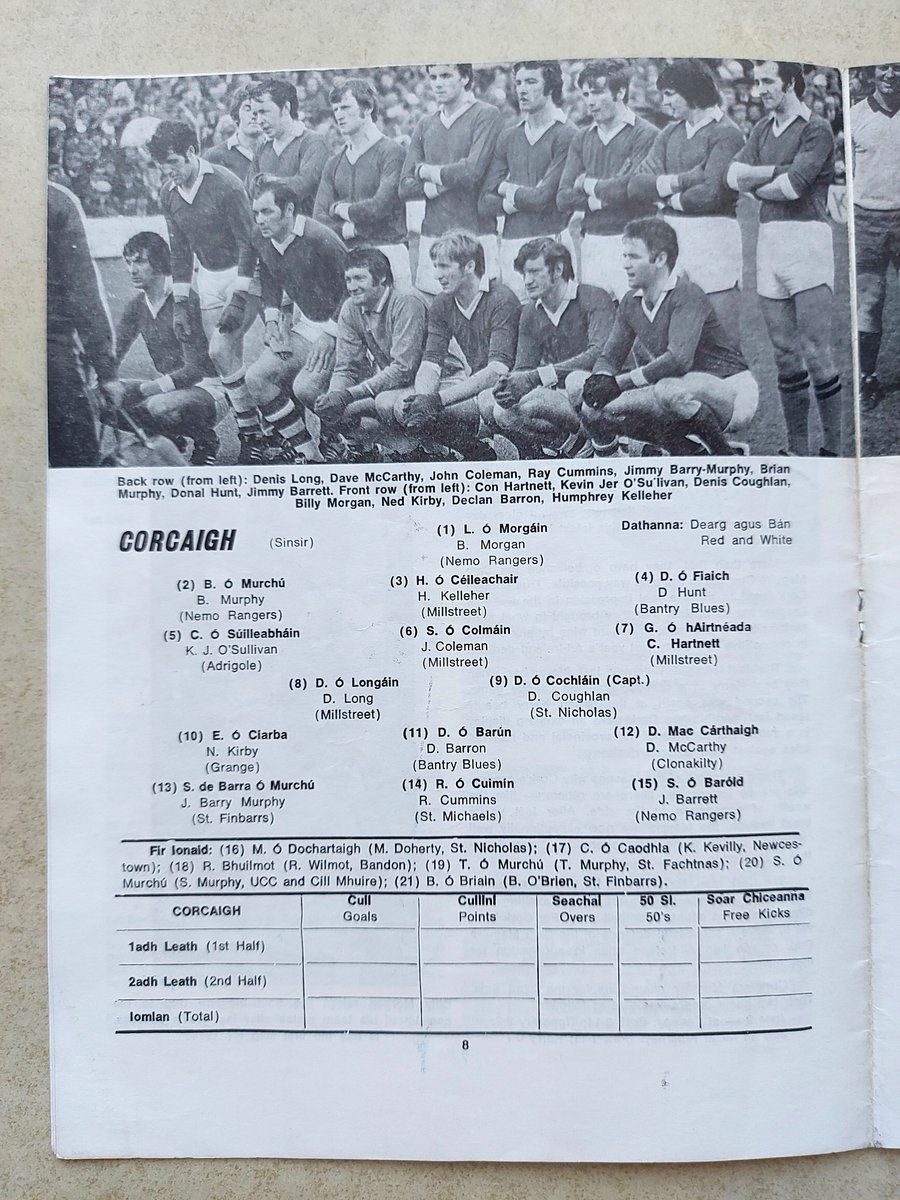 Back row (from left): Denis Long, Dave McCarthy, John Coleman, Ray Cummins, Jimmy Barry-Murphy, Brian
Murphy, Donal Hunt, Jimmy Barrett. Front row (from left): Con Hartnett, Kevin Jer O'Sullivan, Denis Coughlan,
Billy Morgan, Ned Kirby, Declan Barron, Humphrey Kelleher
CORCAIGH (Sinsir)
(1) L. Ó Morgáin
B. Morgan
(Nemo Rangers)
Dathanna: Dearg agus Bán
Red and White
(2) B. Ó Murchú
B. Murphy
(Nemo Rangers)
(3) H. Ó Céileachair
H. Kelleher
(Millstreet)
(4) D. Ó Fiaich
D Hunt
(Bantry Blues)
(5) C. Ó Súilleabháin
K. J. O'Sullivan
(Adrigole)
(6) S. Ó Colmáin
J. Coleman
(Millstreet)
(7) G. Ó hAirtnéada
C. Hartnett
(Millstreet)
(8) D. Ó Longáin
D. Long
(Millstreet)
(9) D. Ó Cochláin (Capt.)
D. Coughlan
(St. Nicholas)
(10) E. Ó Ciarba
N. Kirby
(Grange)
(11) D. Ó Barún
D. Barron
(Bantry Blues)
(12) D. Mac Cárthaigh
D. McCarthy
(Clonakilty)
(13) S. de Barra Ó Murchú
J. Barry Murphy
(St. Finbarrs)
(14) R. Ó Cuimín
R. Cummins
(St. Michaels)
(15) S. Ó Baróid
J. Barrett
(Nemo Rangers)
Fir Ionaid: (16) M. Ó Dochartaigh (M. Doherty, St. Nicholas); (17) C. Ó Caodhla (K. Kevilly, Newces-
town); (18) R. Bhuilmot (R. Wilmot, Bandon); (19) T. Ó Murchú (T. Murphy, St. Fachtnas); (20) S. Ó
Murchú (S. Murphy, UCC and Cill Mhuire); (21) B. Ó Briain (B. O'Brien, St. Finbarrs).
CORCAIGH
Cúil
Goals
Cúilíní
Points
Seachaí
Overs
50 Sl.
50's
Soar Chiceanna
Free Kicks
1adh Leath (1st Half)
2adh Leath (2nd Half)
Iomlan (Total)
8